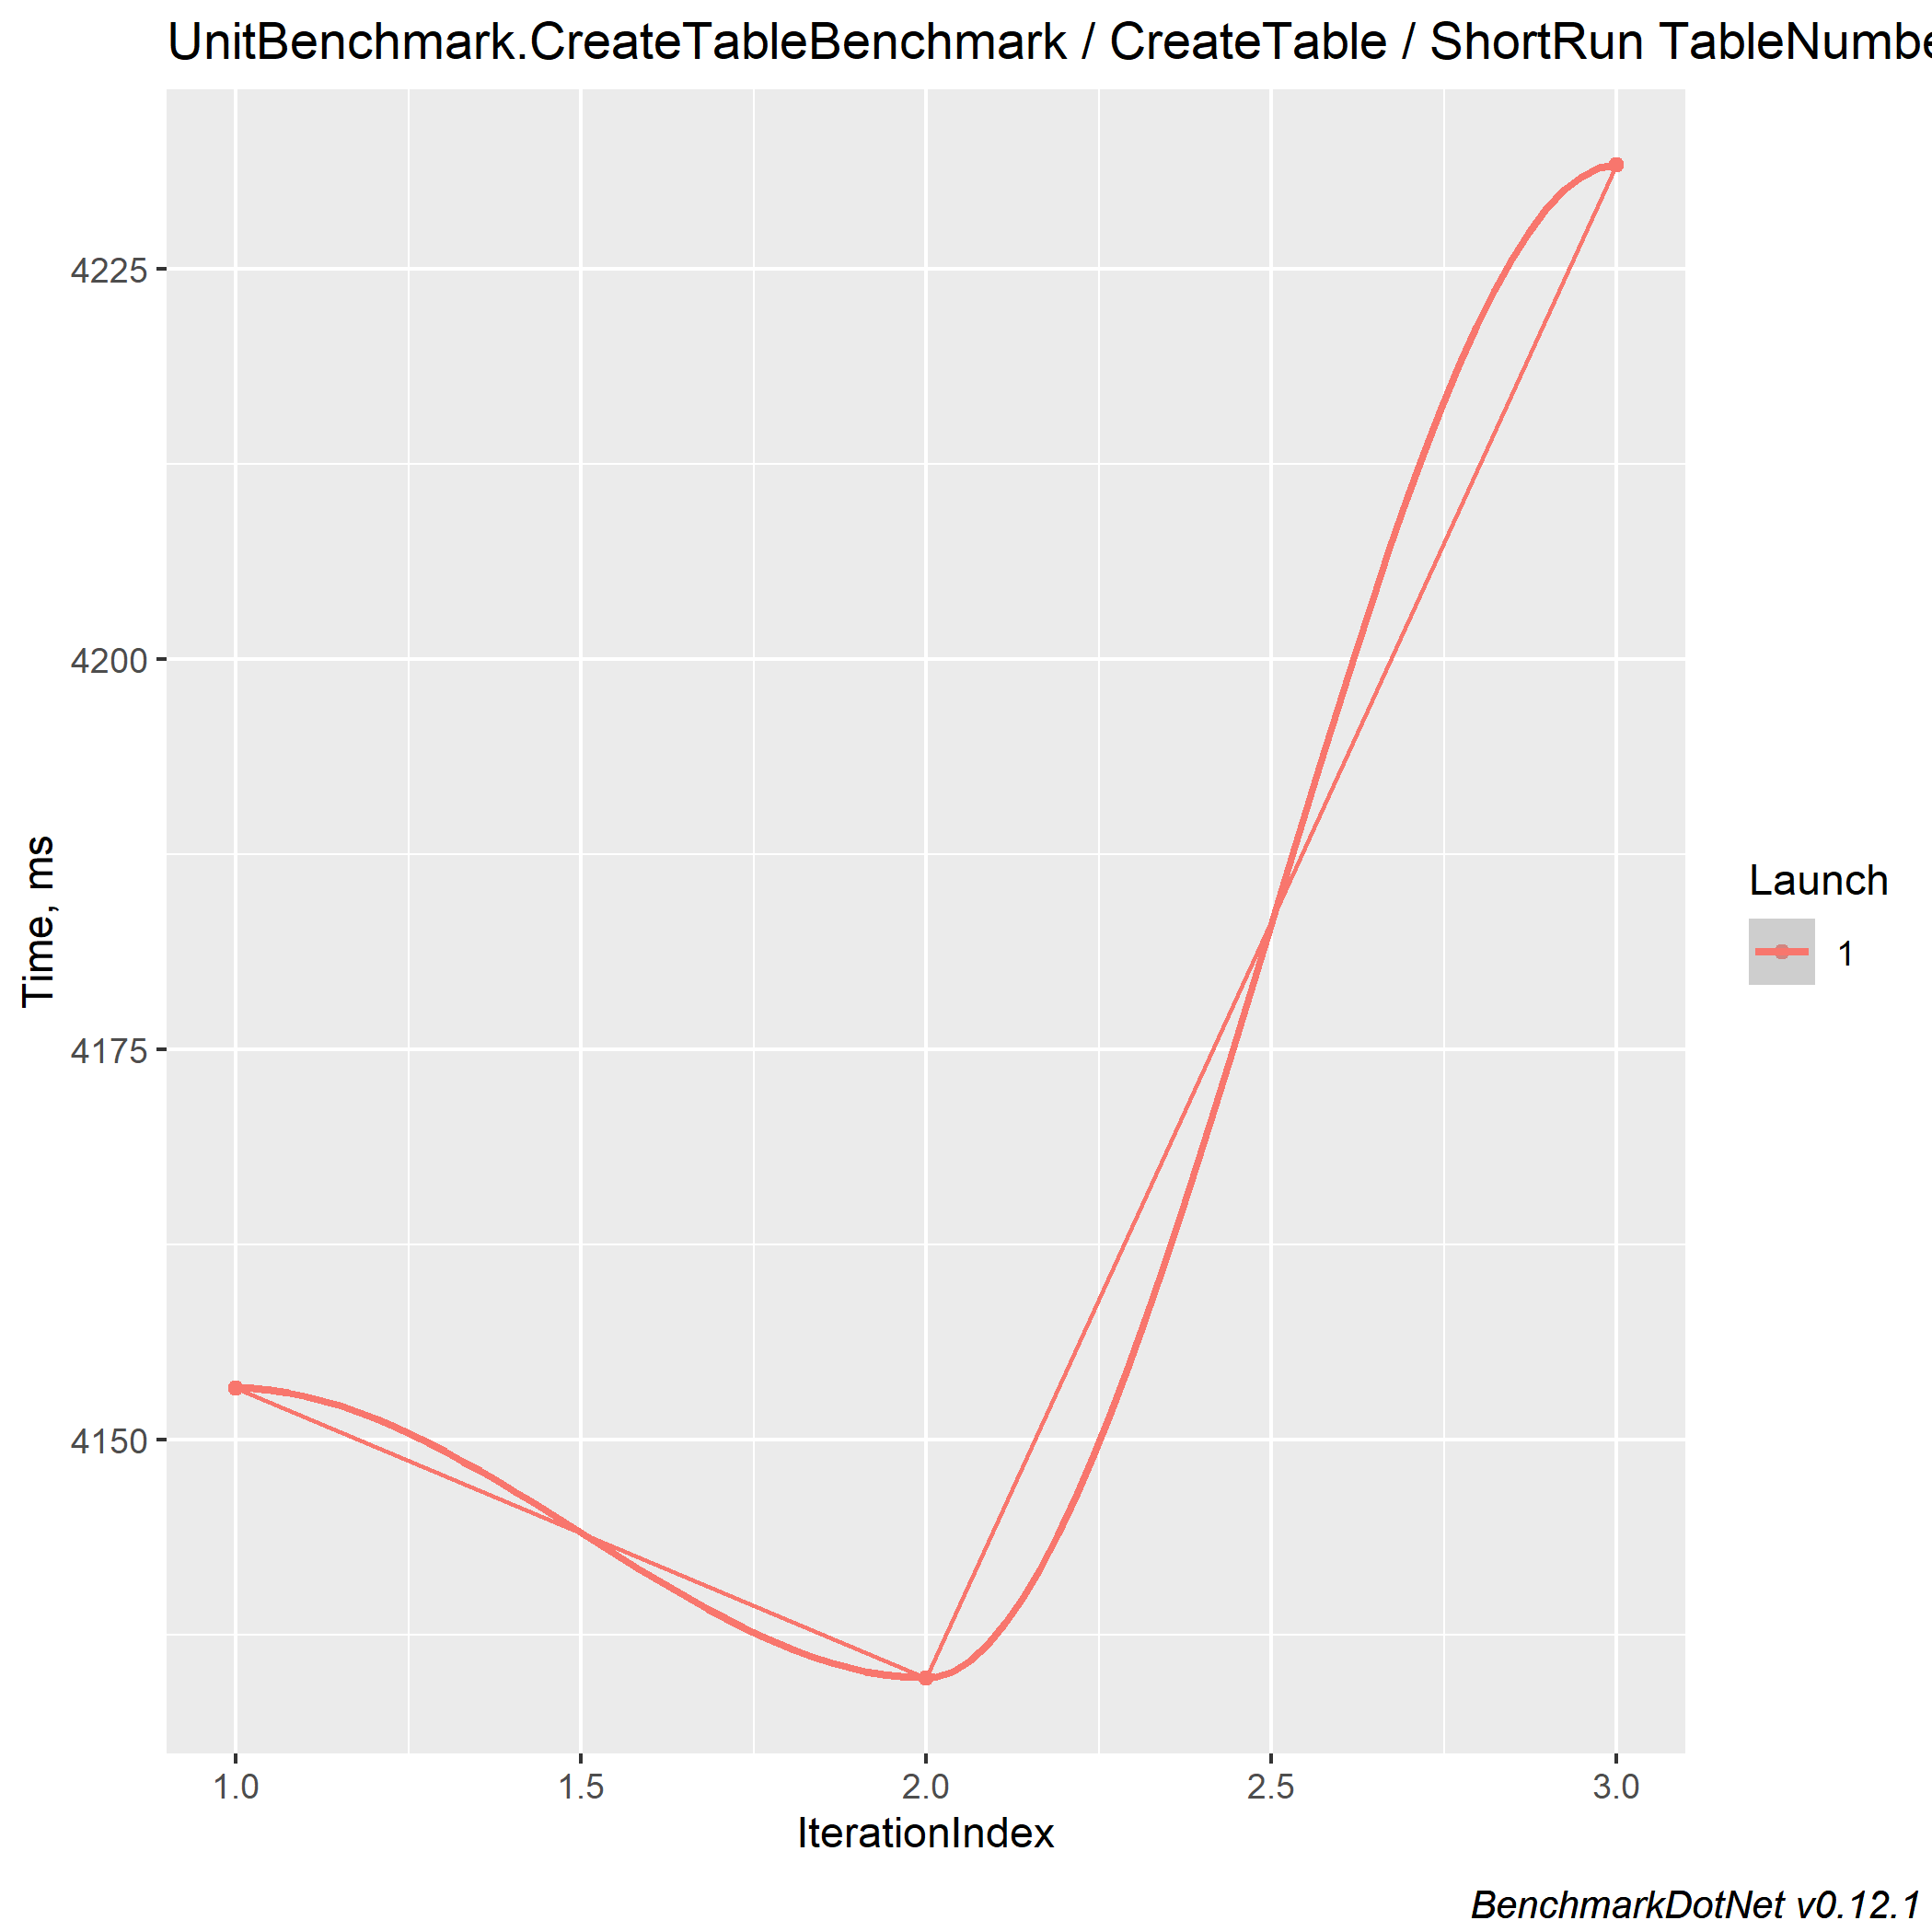 UnitBenchmark.CreateTableBenchmark / CreateTable / ShortRun
Time, ms
4225
4200
4175
4150
1.0 1.5 2.0 2.5 3.0
IterationIndex
Launch
1
BenchmarkDotNet v0.12.1